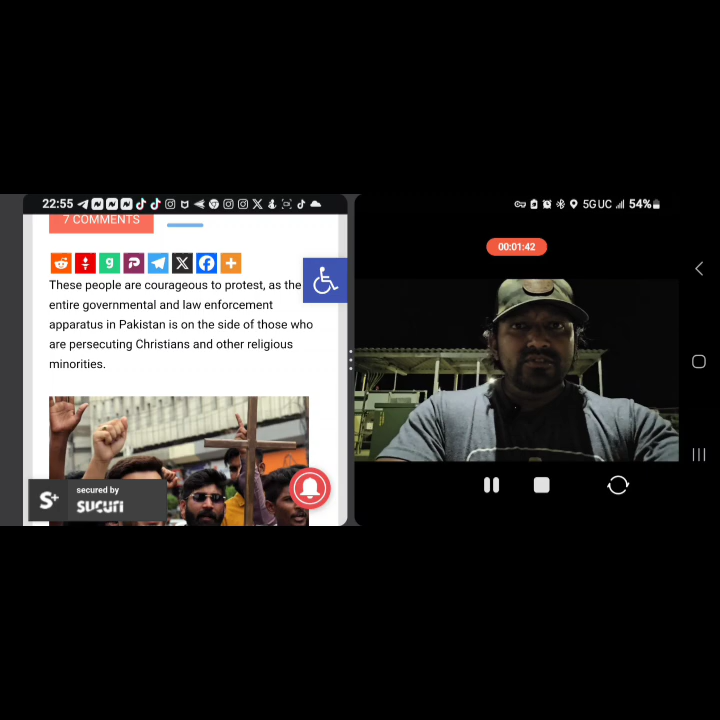 22:55
5GUC 54%
7 COMMENTS
00:01:42
These people are courageous to protest, as the
entire governmental and law enforcement
apparatus in Pakistan is on the side of those who
are persecuting Christians and other religious
minorities.
S+
secured by
sucuri